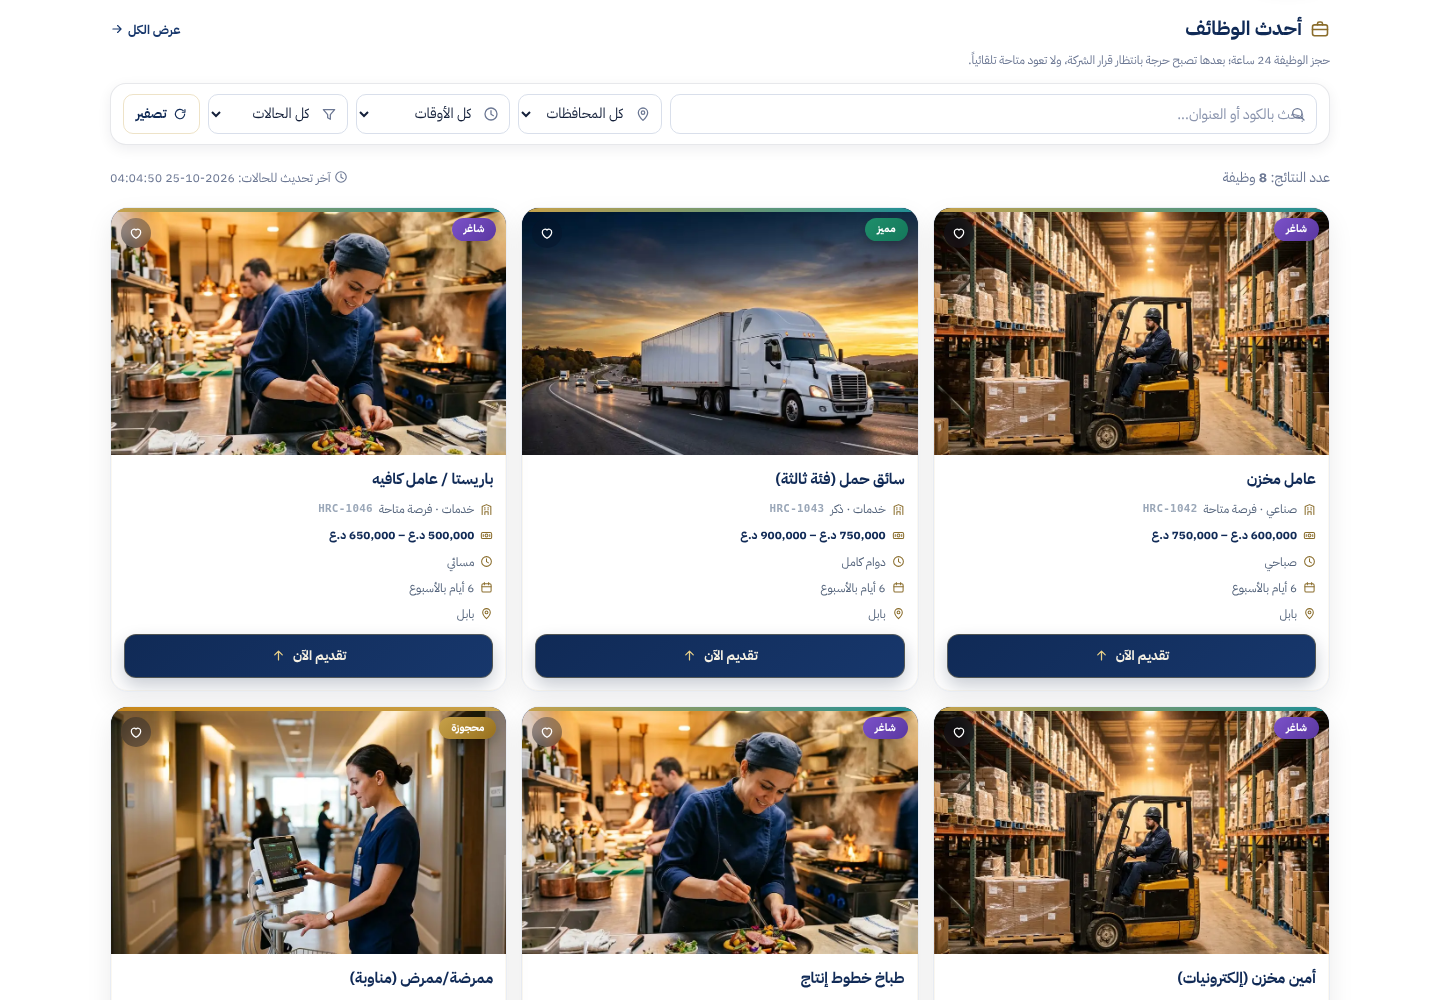 أحدث الوظائف
عرض الكل
حجز الوظيفة 24 ساعة؛ بعدها تصبح حرجة بانتظار قرار الشركة، ولا تعود متاحة تلقائياً.
بحث بالكود أو العنوان...
كل المحافظات
كل الأوقات
كل الحالات
تصفير
عدد النتائج: 8 وظيفة
آخر تحديث للحالات: 2026-10-25 04:04:50
شاغر
عامل مخزن
صناعي · فرصة متاحة HRC-1042
600,000 د.ع – 750,000 د.ع
صباحي
6 أيام بالأسبوع
بابل
تقديم الآن
مميز
سائق حمل (فئة ثالثة)
خدمات · ذكر HRC-1043
750,000 د.ع – 900,000 د.ع
دوام كامل
6 أيام بالأسبوع
بابل
تقديم الآن
شاغر
باريستا / عامل كافيه
خدمات · فرصة متاحة HRC-1046
500,000 د.ع – 650,000 د.ع
مسائي
6 أيام بالأسبوع
بابل
تقديم الآن
شاغر
أمين مخزن (إلكترونيات)
شاغر
طباخ خطوط إنتاج
محجوزة
ممرضة/ممرض (مناوبة)